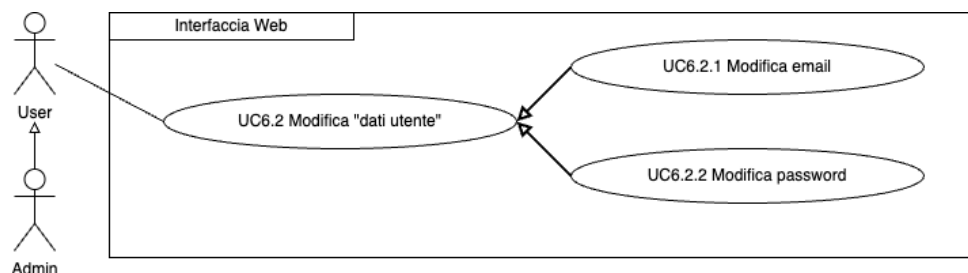 Interfaccia Web
UC6.2.1 Modifica email
User
UC6.2 Modifica "dati utente"
UC6.2.2 Modifica password
Admin